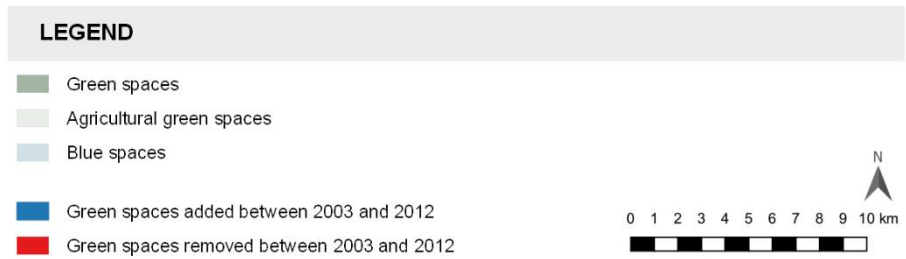 LEGEND
Green spaces
Agricultural green spaces
Blue spaces
N
Green spaces added between 2003 and 2012
0 1 2 3 4 5 6 7 8 9 10 km
Green spaces removed between 2003 and 2012